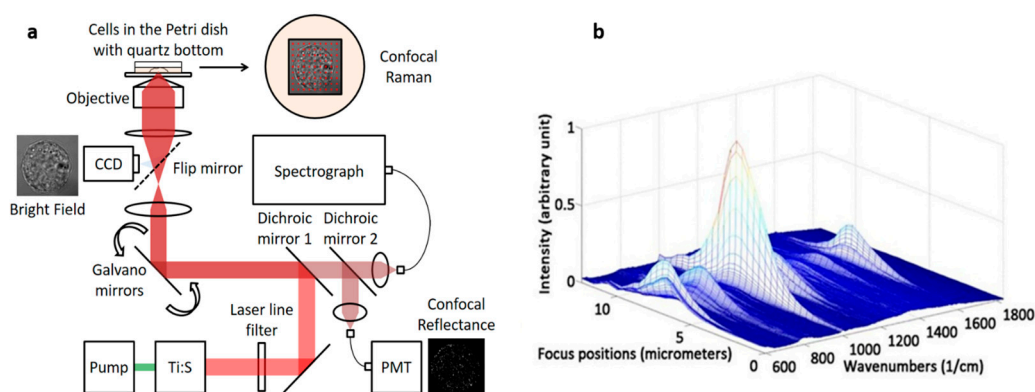 a
Cells in the Petri dish
with quartz bottom
Confocal
Raman
Objective
CCD
Flip mirror
Bright Field
Spectrograph
Dichroic
mirror 1
Dichroic
mirror 2
Galvano
mirrors
Laser line
filter
Confocal
Reflectance
Pump
Ti:S
PMT
b
Intensity (arbitrary unit)
1
0.5
0
10
5
0
Focus positions (micrometers)
600
800
1000
1200
1400
1600
1800
Wavenumbers (1/cm)